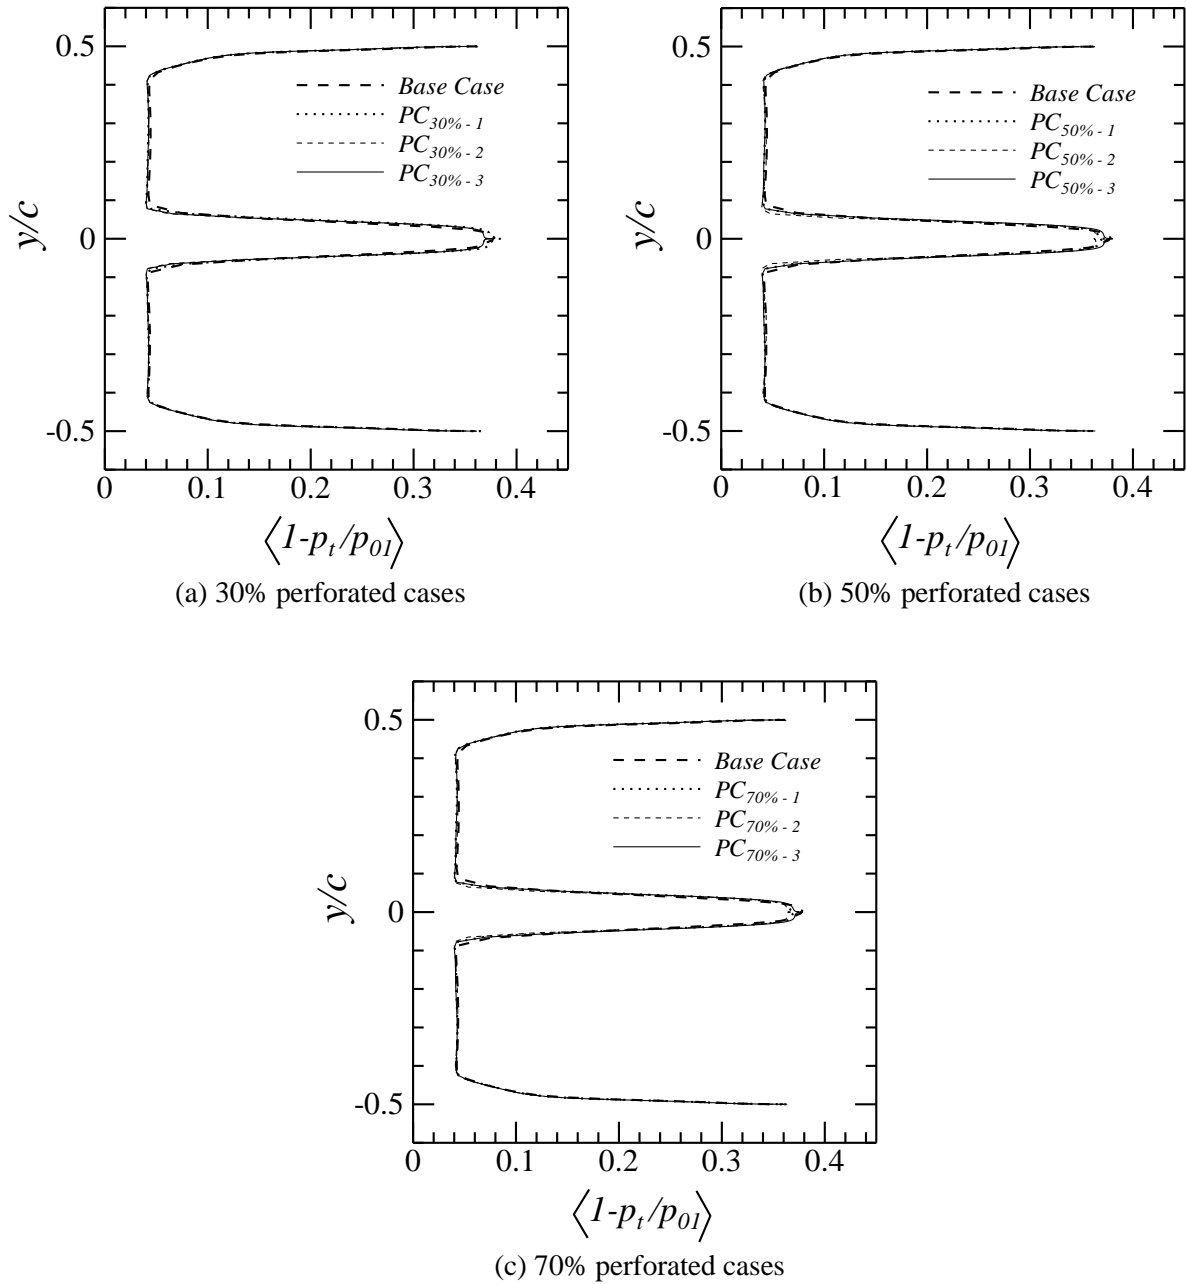 0.5
0
-0.5
y/c
Base Case
PC30% - 1
PC30% - 2
PC30% - 3
0 0.1 0.2 0.3 0.4
⟨1-pt/p01⟩
(a) 30% perforated cases
0.5
0
-0.5
y/c
Base Case
PC50% - 1
PC50% - 2
PC50% - 3
0 0.1 0.2 0.3 0.4
⟨1-pt/p01⟩
(b) 50% perforated cases
0.5
0
-0.5
y/c
Base Case
PC70% - 1
PC70% - 2
PC70% - 3
0 0.1 0.2 0.3 0.4
⟨1-pt/p01⟩
(c) 70% perforated cases